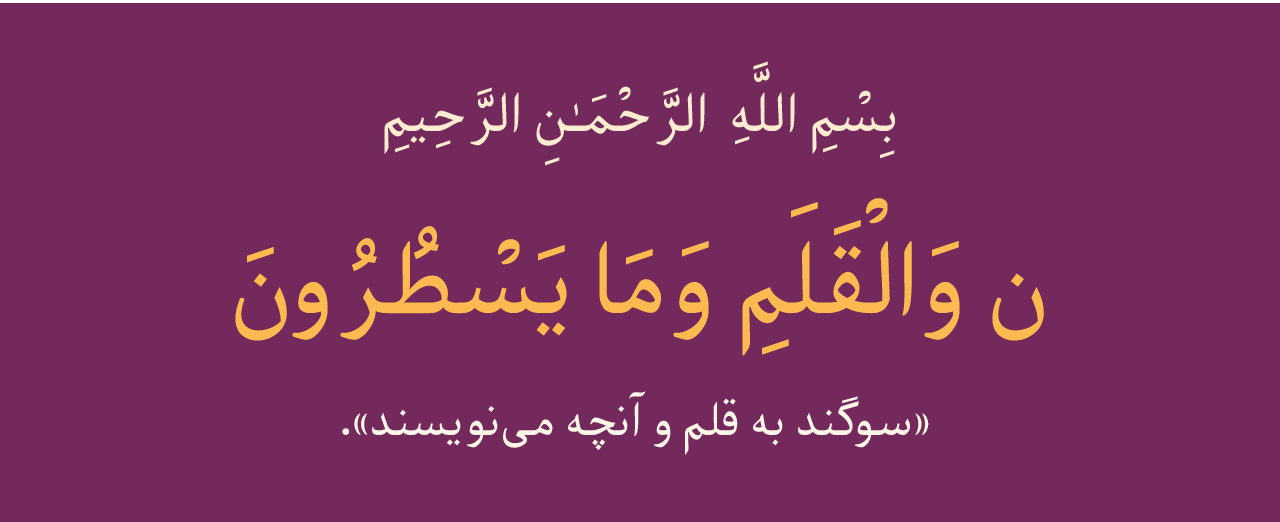 بِسْمِ اللَّهِ الرَّحْمَـٰنِ الرَّحِيمِ
ن وَالْقَلَمِ وَمَا يَسْطُرُونَ
«سوگند به قلم و آنچه می‌نویسند».